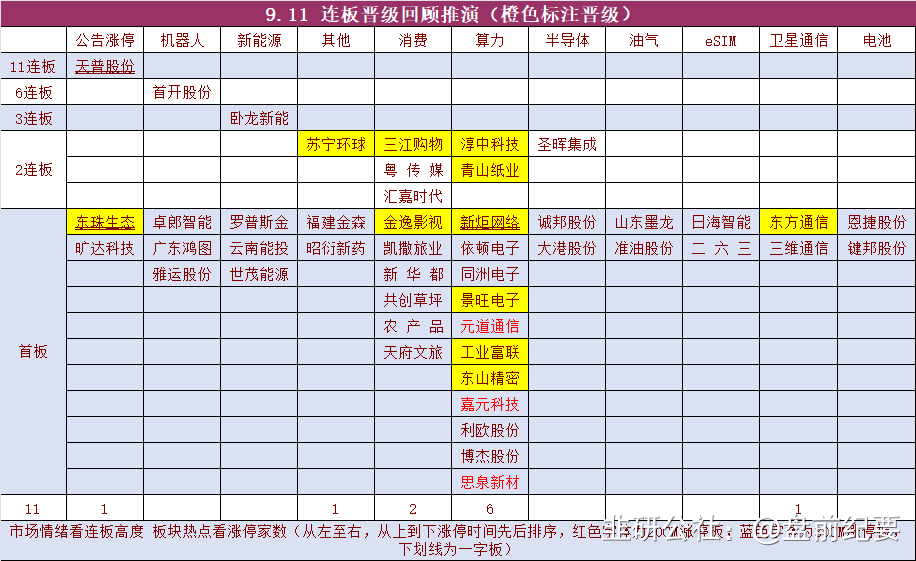 9.11 连板晋级回顾推演（橙色标注晋级）
公告涨停 机器人 新能源 其他 消费 算力 半导体 油气 eSIM 卫星通信 电池
11连板 天普股份
6连板 首开股份
3连板 卧龙新能
苏宁环球 三江购物 淳中科技 圣晖集成
2连板 粤 传 媒 青山纸业
汇嘉时代
东珠生态 卓郎智能 罗普斯金 福建金森 金逸影视 新炬网络 诚邦股份 山东墨龙 日海智能 东方通信 恩捷股份
旷达科技 广东鸿图 云南能投 昭衍新药 凯撒旅业 依顿电子 大港股份 准油股份 二 六 三 三维通信 键邦股份
雅运股份 世茂能源 新 华 都 同洲电子
共创草坪 景旺电子
农 产 品 元道通信
首板 天府文旅 工业富联
东山精密
嘉元科技
利欧股份
博杰股份
思泉新材
11 1 1 2 6 1
市场情绪看连板高度 板块热点看涨停家数（从左至右，从上到下涨停时间先后排序，红色
下划线为一字板）
韭研公社：@盘前纪要